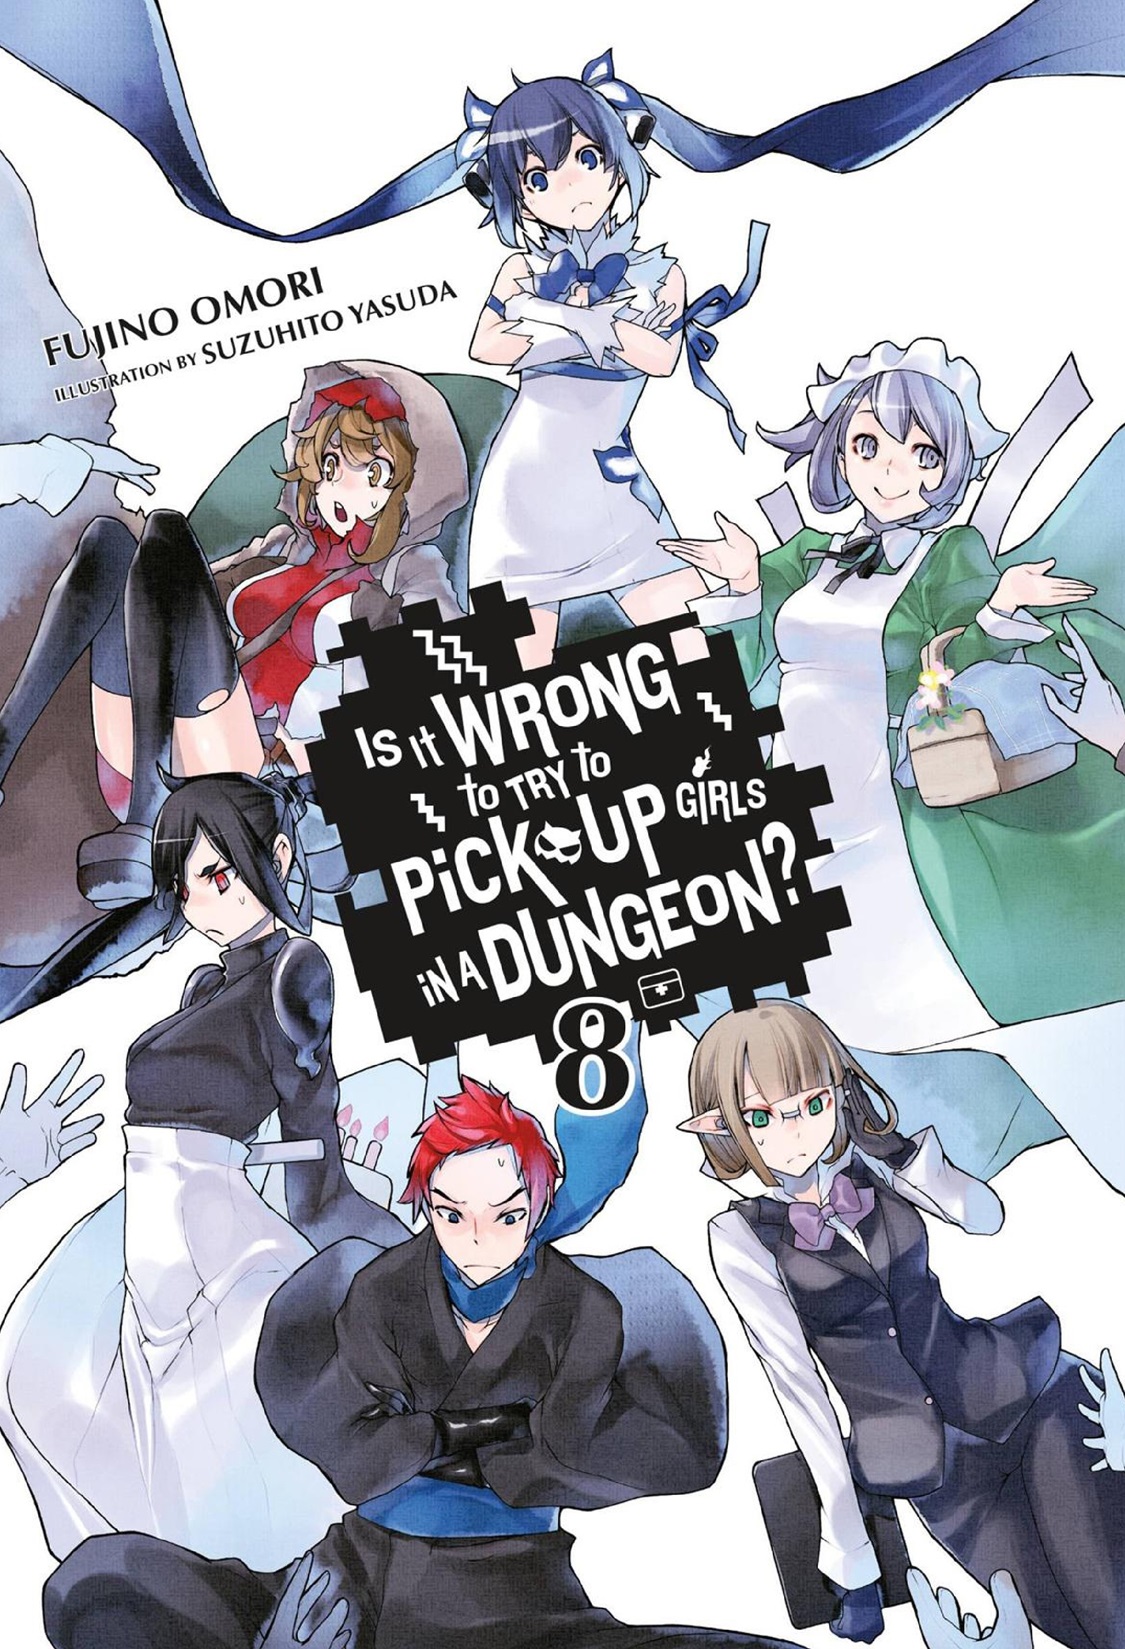 FUJINO OMORI
ILLUSTRATION BY SUZUHITO YASUDA
IS It WRONG
to TRY to
PiCK UP GIRLS
iN A DUNGEON?
8